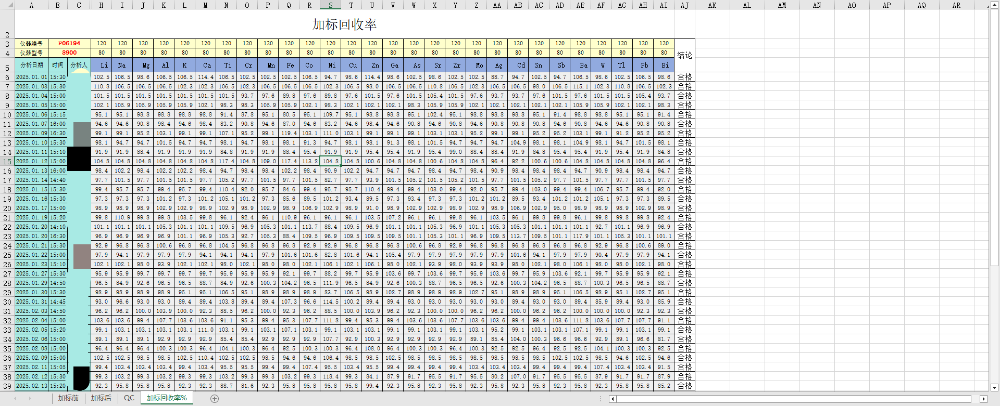 A B C H I J K L M N O P Q R S T U V W X Y Z AA AB AC AD AE AF AG AH AI AJ AK AL AM AN AO AP AQ AR
2 加标回收率
3 仪器编号 F06194 120 120 120 120 120 120 120 120 120 120 120 120 120 120 120 120 120 120 120 120 120 120 120 120 120 120 120 120 结论
4 仪器型号 8900 80 80 80 80 80 80 80 80 80 80 80 80 80 80 80 80 80 80 80 80 80 80 80 80 80 80 80 80
5 分析日期 时间 分析人 Li Na Mg Al K Ca Ti Cr Mn Fe Co Ni Cu Zn Ga As Sr Zr Mo Ag Cd Sn Sb Ba W Tl Pb Bi
6 2025.01.01 15:30 102.5 106.5 98.6 106.5 106.5 114.4 106.5 102.5 102.5 102.5 106.5 94.7 98.6 114.4 98.6 102.5 98.6 102.5 102.5 88.7 94.7 102.5 94.7 106.5 98.6 102.5 106.5 98.6 合格
7 2025.01.03 15:30 110.8 106.5 106.5 106.5 102.3 102.3 106.5 102.3 106.5 106.5 106.5 102.3 106.5 98.0 106.5 106.5 110.8 106.5 102.3 106.5 106.5 98.0 106.5 115.1 102.3 110.8 106.5 102.3 合格
8 2025.01.04 15:00 101.5 101.5 101.5 101.5 101.5 101.5 101.5 93.7 97.6 89.8 97.6 89.8 97.6 101.5 97.6 101.5 105.4 101.5 97.6 93.7 93.7 97.6 101.5 97.6 101.5 101.5 105.4 93.7 合格
9 2025.01.05 15:00 102.1 105.9 105.9 105.9 105.9 102.1 98.3 98.3 105.9 105.9 102.1 98.3 102.1 102.1 102.1 98.3 105.9 105.9 102.1 102.1 102.1 102.1 102.1 105.9 105.9 102.1 102.1 98.3 合格
10 2025.01.06 15:15 95.1 95.1 98.8 98.8 98.8 98.8 91.4 87.8 95.1 80.5 95.1 109.7 95.1 98.8 98.8 95.1 102.4 95.1 98.8 98.8 98.8 95.1 91.4 98.8 98.8 95.1 95.1 91.4 合格
11 2025.01.07 16:00 94.6 94.6 90.8 98.4 94.6 98.4 83.2 90.8 94.6 87.0 94.6 83.2 94.6 98.4 94.6 90.8 94.6 90.8 94.6 90.8 90.8 90.8 94.6 90.8 94.6 94.6 90.8 90.8 合格
12 2025.01.09 16:30 99.1 99.1 95.2 103.1 99.1 99.1 107.1 95.2 99.1 119.4 103.1 111.0 103.1 99.1 99.1 99.1 103.1 103.1 95.2 99.1 99.1 95.2 95.2 103.1 99.1 91.2 95.2 95.2 合格
13 2025.01.10 15:30 98.1 94.7 94.7 101.5 94.7 94.7 98.1 94.7 98.1 98.1 91.3 94.7 98.1 98.1 91.3 98.1 101.5 94.7 94.7 94.7 104.9 98.1 98.1 104.9 98.1 94.7 101.5 98.1 合格
14 2025.01.11 15:10 91.9 91.9 88.4 91.9 91.9 91.9 84.8 91.9 91.9 88.4 95.4 91.9 91.9 95.4 95.4 91.9 95.4 99.0 88.4 88.4 91.9 84.8 95.4 95.4 91.9 95.4 91.9 84.8 合格
15 2025.01.12 15:00 104.8 104.8 104.8 104.8 104.8 104.8 117.4 104.8 109.0 117.4 113.2 104.8 104.8 100.6 104.8 104.8 100.6 104.8 104.8 96.4 92.2 100.6 100.6 104.8 104.8 104.8 104.8 96.4 合格
16 2025.01.13 16:00 98.4 102.2 98.4 102.2 102.2 98.4 94.7 98.4 98.4 102.2 98.4 90.9 102.2 94.7 94.7 94.7 98.4 94.7 98.4 90.9 98.4 98.4 98.4 94.7 90.9 98.4 98.4 94.7 合格
17 2025.01.14 14:40 97.7 101.5 97.7 101.5 101.5 97.7 105.2 97.7 101.5 97.7 101.5 82.7 97.7 93.9 101.5 105.2 101.5 105.2 101.5 97.7 101.5 105.2 97.7 101.5 97.7 97.7 101.5 97.7 合格
18 2025.01.15 15:30 99.4 95.7 95.7 99.4 95.7 99.4 110.4 92.0 95.7 84.6 99.4 95.7 95.7 110.4 99.4 99.4 103.0 99.4 92.0 95.7 99.4 103.0 99.4 99.4 106.7 95.7 99.4 92.0 合格
19 2025.01.16 15:30 97.3 97.3 97.3 101.2 97.3 101.2 105.1 101.2 97.3 85.6 89.5 101.2 93.4 89.5 97.3 93.4 97.3 97.3 101.2 101.2 89.5 93.4 101.2 101.2 105.1 97.3 97.3 89.5 合格
20 2025.01.17 15:00 98.9 98.9 98.9 102.9 102.9 98.9 102.9 98.9 102.9 98.9 106.9 102.9 98.9 91.0 98.9 102.9 102.9 98.9 102.9 98.9 106.9 102.9 95.0 98.9 98.9 98.9 102.9 98.9 合格
21 2025.01.19 15:20 99.8 110.9 99.8 99.8 103.5 99.8 96.1 92.4 96.1 110.9 96.1 96.1 96.1 103.5 107.2 96.1 96.1 99.8 96.1 103.5 96.1 99.8 99.8 96.1 99.8 99.8 99.8 92.4 合格
22 2025.01.20 14:10 101.1 101.1 101.1 105.3 101.1 101.1 109.5 96.9 105.3 101.1 113.7 88.4 109.5 96.9 101.1 101.1 105.3 96.9 101.1 105.3 105.3 101.1 101.1 101.1 92.7 101.1 96.9 96.9 合格
23 2025.01.20 16:30 96.9 96.9 96.9 96.9 101.1 96.9 105.3 92.7 105.3 88.4 109.5 96.9 109.5 109.5 109.5 101.1 105.3 101.1 96.9 109.5 113.7 109.5 101.1 117.9 101.1 105.3 101.1 101.1 合格
24 2025.01.21 15:30 92.9 96.8 96.8 100.6 96.8 96.8 104.5 96.8 96.8 96.8 92.9 92.9 96.8 96.8 96.8 100.6 96.8 92.9 96.8 96.8 96.8 96.8 96.8 96.8 92.9 96.8 100.6 89.0 合格
25 2025.01.22 15:00 97.9 94.1 97.9 97.9 97.9 94.1 94.1 94.1 97.9 101.6 101.6 82.8 101.6 94.1 105.4 97.9 97.9 97.9 97.9 97.9 101.6 94.1 97.9 97.9 90.4 97.9 97.9 94.1 合格
26 2025.01.23 15:10 102.1 102.1 98.0 93.9 102.1 102.1 98.0 102.1 98.0 98.0 102.1 106.1 102.1 106.1 98.0 102.1 93.9 98.0 93.9 93.9 98.0 102.1 98.0 106.1 98.0 98.0 102.1 98.0 合格
27 2025.01.27 15:30 95.9 95.9 99.7 99.7 99.7 99.7 95.9 95.9 95.9 92.1 99.7 88.2 99.7 95.9 103.6 99.7 103.6 99.7 95.9 103.6 99.7 95.9 103.6 92.1 99.7 95.9 95.9 92.1 合格
28 2025.01.29 14:50 96.5 84.9 92.6 96.5 96.5 88.7 84.9 92.6 100.3 104.2 96.5 111.9 96.5 84.9 92.6 100.3 88.7 96.5 96.5 92.6 100.3 104.2 96.5 88.7 100.3 96.5 96.5 88.7 合格
29 2025.01.30 15:30 98.9 98.9 98.9 98.9 95.1 95.1 106.5 95.1 98.9 98.9 98.9 83.7 106.5 98.9 102.7 98.9 98.9 98.9 102.7 95.1 98.9 98.9 95.1 106.5 98.9 95.1 102.7 95.1 合格
30 2025.01.31 14:45 93.0 96.6 93.0 93.0 89.4 89.4 103.8 89.4 89.4 107.3 96.6 114.5 100.2 89.4 89.4 93.0 93.0 93.0 93.0 93.0 89.4 93.0 93.0 89.4 85.9 89.4 93.0 85.9 合格
31 2025.02.03 14:50 96.2 96.2 100.0 103.9 100.0 92.3 88.5 96.2 100.0 92.3 96.2 88.5 100.0 103.9 96.2 92.3 100.0 100.0 96.2 96.2 100.0 96.2 96.2 100.0 100.0 100.0 92.3 92.3 合格
32 2025.02.04 15:00 103.6 103.6 99.4 107.7 103.6 103.6 91.1 95.3 99.4 95.3 107.7 111.8 99.4 95.3 99.4 103.6 103.6 107.7 103.6 103.6 99.4 99.4 103.6 111.8 103.6 107.7 107.7 91.1 合格
33 2025.02.05 15:20 99.1 103.1 103.1 103.1 103.1 111.0 103.1 99.1 103.1 107.1 103.1 99.1 103.1 103.1 99.1 99.1 103.1 99.1 103.1 95.2 99.1 103.1 103.1 107.1 99.1 99.1 103.1 99.1 合格
34 2025.02.06 15:00 89.1 89.1 89.1 92.9 92.9 92.9 85.4 85.4 92.9 92.9 92.9 107.7 92.9 100.3 92.9 92.9 92.9 92.9 89.1 85.4 104.0 100.3 96.6 96.6 92.9 89.1 96.6 81.7 合格
35 2025.02.08 15:00 96.4 96.4 96.4 100.3 100.3 96.4 104.1 100.3 96.4 92.5 100.3 100.3 96.4 108.0 96.4 100.3 100.3 96.4 100.3 92.5 92.5 96.4 92.5 92.5 104.1 100.3 100.3 92.5 合格
36 2025.02.09 15:00 102.5 102.5 98.5 98.5 102.5 110.4 102.5 102.5 98.5 94.6 94.6 106.4 98.5 98.5 102.5 98.5 98.5 98.5 98.5 98.5 98.5 98.5 102.5 102.5 98.5 94.6 102.5 94.6 合格
37 2025.02.11 15:05 99.4 103.4 103.4 103.4 99.4 103.4 95.5 95.5 99.4 99.4 107.4 95.5 103.4 95.5 99.4 99.4 99.4 99.4 103.4 103.4 103.4 99.4 99.4 99.4 107.4 103.4 103.4 91.5 合格
38 2025.02.12 15:30 99.3 103.2 99.3 103.2 99.3 99.3 103.2 99.3 99.3 103.2 99.3 118.4 99.3 84.1 87.9 91.7 95.5 91.7 95.5 80.2 107.0 91.7 95.5 95.5 87.9 91.7 91.7 87.9 合格
39 2025.02.13 15:20 92.3 95.8 95.8 95.8 92.3 92.3 88.7 81.6 92.3 95.8 95.8 95.8 95.8 99.4 92.3 95.8 92.3 95.8 92.3 95.8 92.3 95.8 92.3 95.8 92.3 95.8 95.8 85.2 合格
加标前 加标后 QC 加标回收率%